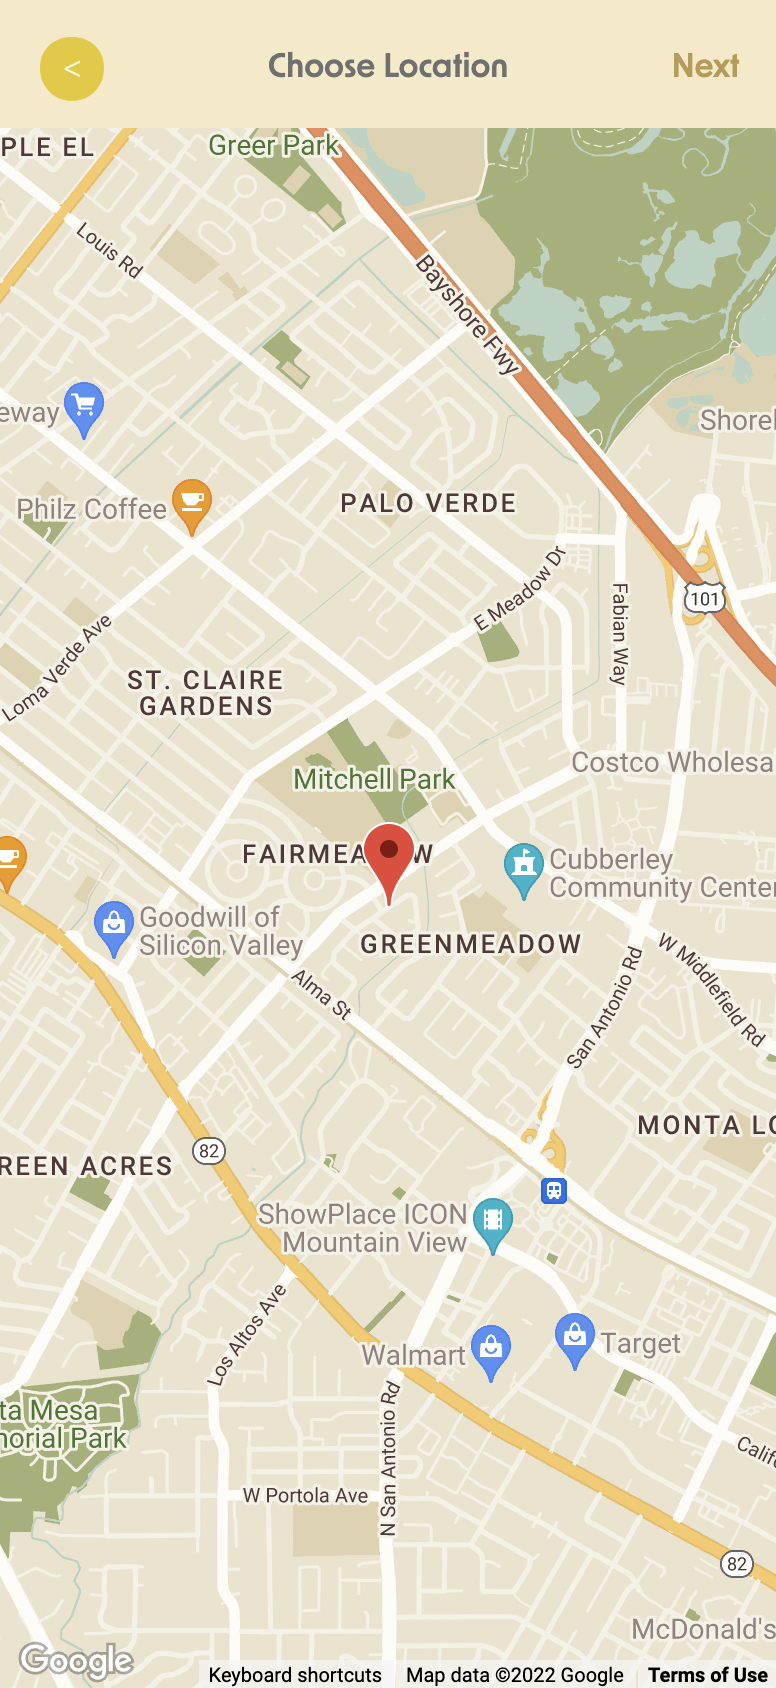 <
Choose Location
Next
PLE EL
Greer Park
Louis Rd
Bayshore Fwy
eway
Shorel
Philz Coffee
PALO VERDE
E Meadow Dr
Fabian Way
101
Loma Verde Ave
ST. CLAIRE
GARDENS
Costco Wholesa
Mitchell Park
FAIRMEADOW
Cubberley
Community Center
Goodwill of
Silicon Valley
GREENMEADOW
Alma St
San Antonio Rd
W Middlefield Rd
MONTA LO
82
REEN ACRES
ShowPlace ICON
Mountain View
Los Altos Ave
Walmart
Target
ta Mesa
norial Park
N San Antonio Rd
Califo
W Portola Ave
82
McDonald's
Google
Keyboard shortcuts
Map data ©2022 Google
Terms of Use